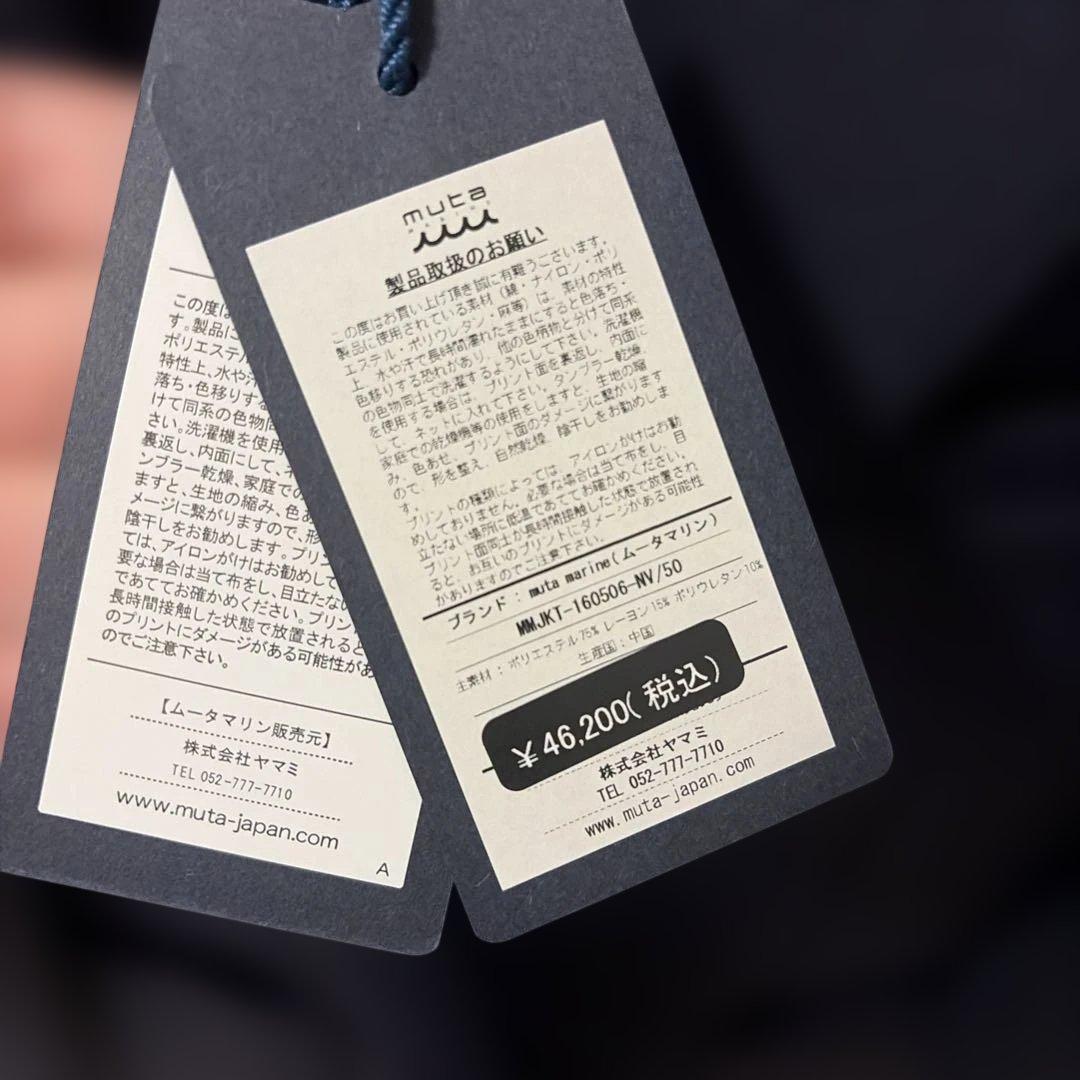 この度は
す。製品に
ポリエステル
特性上、水や汗
落ち・色移りする
けて同系の色物同
さい。洗濯機を使用
裏返し、内面にして、ネ
ンブラー乾燥、家庭での
ますと、生地の縮み、色あ
メージに繋がりますので、形
陰干しをお勧めします。プリン
ては、アイロンがけはお勧めして
要な場合は当て布をし、目立たない
であててお確かめください。プリン
長時間接触した状態で放置されると
のプリントにダメージがある可能性があ
のでご注意下さい。
【ムータマリン販売元】
株式会社ヤマミ
TEL 052-777-7710
www.muta-japan.com
A
muta
MARINE
製品取扱のお願い
この度はお買い上げ頂き誠に有難うございます。
製品に使用されている素材（綿・ナイロン・ポリ
エステル・ポリウレタン・麻等）は、素材の特性
上、水や汗で長時間濡れたままにすると色落ち・
色移りする恐れがあり、他の色柄物と分けて同系
の色物同士で洗濯するようにして下さい。洗濯機
を使用する場合は、プリント面を裏返し、内面に
して、ネットに入れて下さい。タンブラー乾燥、
家庭での乾燥機等の使用をしますと、生地の縮
み、色あせ、プリント面のダメージに繋がります
ので、形を整え、自然乾燥、陰干しをお勧めしま
す。
プリントの種類によっては、アイロンがけはお勧
めしておりません。必要な場合は当て布をし、目
立たない場所に低温であててお確かめください。
プリント面同士が長時間接触した状態で放置され
ると、お互いのプリントにダメージがある可能性
がありますのでご注意下さい。
ブランド : muta marine(ムータマリン)
MMJKT-160506-NV/50
主素材 : ポリエステル75% レーヨン15% ポリウレタン10%
生産国 : 中国
¥46,200(税込)
株式会社ヤマミ
TEL 052-777-7710
www.muta-japan.com